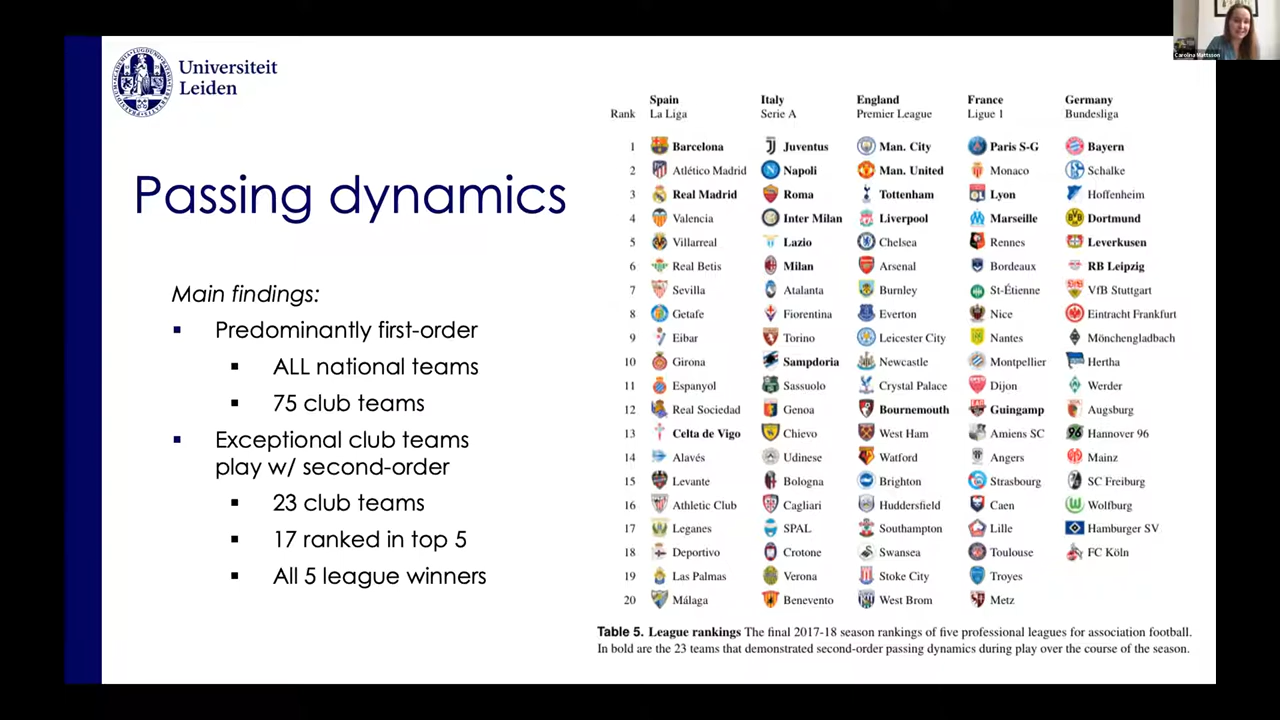 Carolina Mattsson
Universiteit
Leiden
Passing dynamics
Main findings:
▪ Predominantly first-order
▪ ALL national teams
▪ 75 club teams
▪ Exceptional club teams
play w/ second-order
▪ 23 club teams
▪ 17 ranked in top 5
▪ All 5 league winners
Spain Italy England France Germany
Rank La Liga Serie A Premier League Ligue 1 Bundesliga
1 Barcelona Juventus Man. City Paris S-G Bayern
2 Atlético Madrid Napoli Man. United Monaco Schalke
3 Real Madrid Roma Tottenham Lyon Hoffenheim
4 Valencia Inter Milan Liverpool Marseille Dortmund
5 Villarreal Lazio Chelsea Rennes Leverkusen
6 Real Betis Milan Arsenal Bordeaux RB Leipzig
7 Sevilla Atalanta Burnley St-Étienne VfB Stuttgart
8 Getafe Fiorentina Everton Nice Eintracht Frankfurt
9 Eibar Torino Leicester City Nantes Mönchengladbach
10 Girona Sampdoria Newcastle Montpellier Hertha
11 Espanyol Sassuolo Crystal Palace Dijon Werder
12 Real Sociedad Genoa Bournemouth Guingamp Augsburg
13 Celta de Vigo Chievo West Ham Amiens SC Hannover 96
14 Alavés Udinese Watford Angers Mainz
15 Levante Bologna Brighton Strasbourg SC Freiburg
16 Athletic Club Cagliari Huddersfield Caen Wolfburg
17 Leganes SPAL Southampton Lille Hamburger SV
18 Deportivo Crotone Swansea Toulouse FC Köln
19 Las Palmas Verona Stoke City Troyes
20 Málaga Benevento West Brom Metz
Table 5. League rankings The final 2017-18 season rankings of five professional leagues for association football.
In bold are the 23 teams that demonstrated second-order passing dynamics during play over the course of the season.